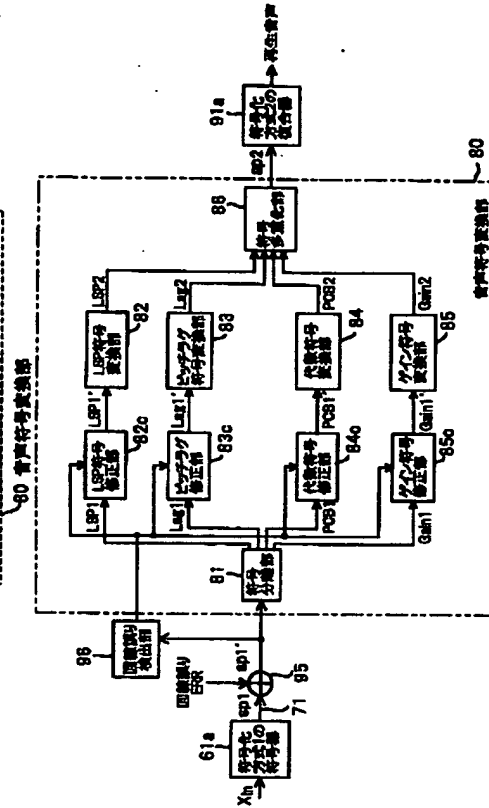 80 音声符号変換部
Xin
61a
符号化
方式1の
符号器
sp1
71
回線誤り
ERR
sp1'
95
96
回線誤り
検出部
81
符号
分離部
LSP1
Lag1
PCB1
Gain1
LSP符号
修正部
82c
ピッチラグ
修正部
83c
代数符号
修正部
84c
ゲイン符号
修正部
85c
LSP1'
Lag1'
PCB1'
Gain1'
82
LSP符号
変換部
83
ピッチラグ
符号変換部
84
代数符号
変換部
85
ゲイン符号
変換部
LSP2
Lag2
PCB2
Gain2
86
符号
多重化部
sp2
91a
符号化
方式2の
復合器
再生音声
80
音声符号変換部